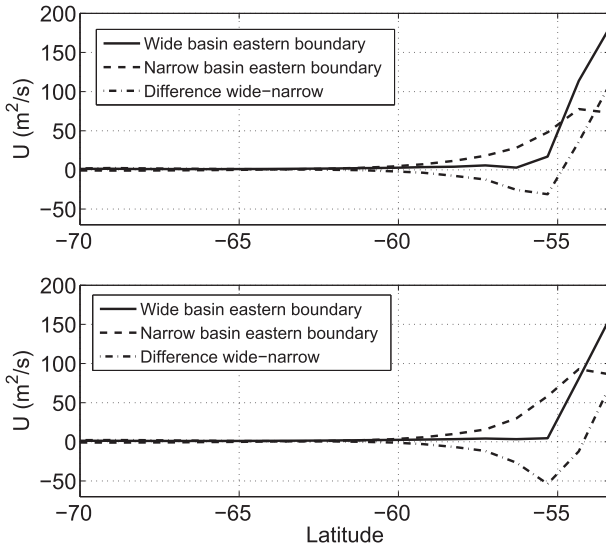 200
150
100
50
0
−50
U (m²/s)
Wide basin eastern boundary
Narrow basin eastern boundary
Difference wide−narrow
−70 −65 −60 −55
200
150
100
50
0
−50
U (m²/s)
Wide basin eastern boundary
Narrow basin eastern boundary
Difference wide−narrow
−70 −65 −60 −55
Latitude